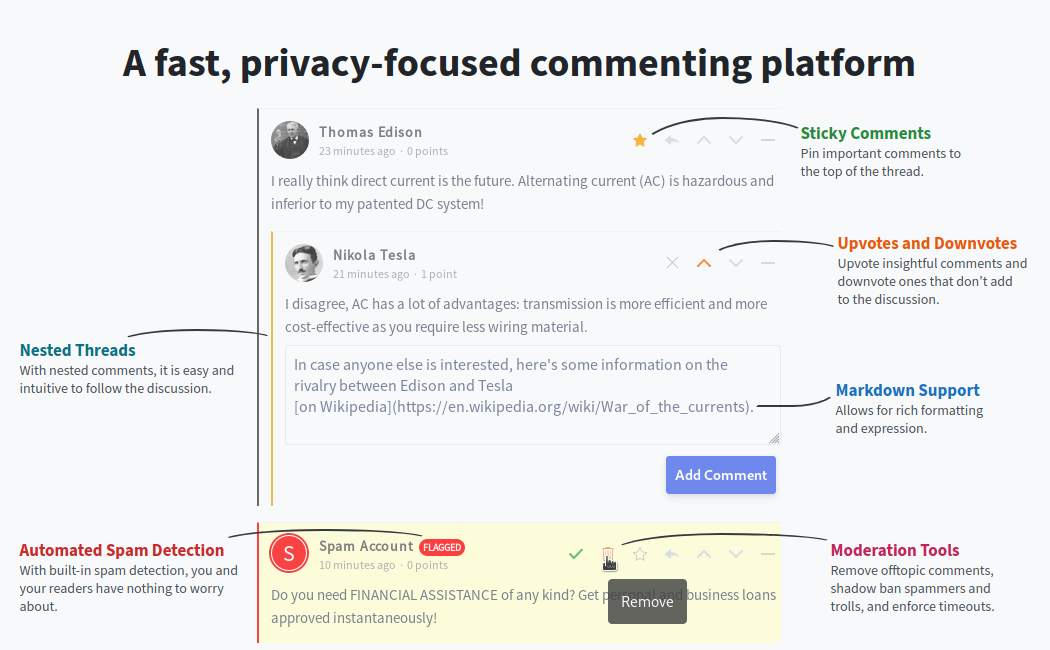 A fast, privacy-focused commenting platform
Thomas Edison
23 minutes ago · 0 points
I really think direct current is the future. Alternating current (AC) is hazardous and
inferior to my patented DC system!
Sticky Comments
Pin important comments to
the top of the thread.
Nikola Tesla
21 minutes ago · 1 point
I disagree, AC has a lot of advantages: transmission is more efficient and more
cost-effective as you require less wiring material.
Upvotes and Downvotes
Upvote insightful comments and
downvote ones that don't add
to the discussion.
Nested Threads
With nested comments, it is easy and
intuitive to follow the discussion.
In case anyone else is interested, here's some information on the
rivalry between Edison and Tesla
[on Wikipedia](https://en.wikipedia.org/wiki/War_of_the_currents).
Markdown Support
Allows for rich formatting
and expression.
Add Comment
Automated Spam Detection
With built-in spam detection, you and
your readers have nothing to worry
about.
S
Spam Account FLAGGED
10 minutes ago · 0 points
Do you need FINANCIAL ASSISTANCE of any kind? Get personal and business loans
approved instantaneously!
Remove
Moderation Tools
Remove offtopic comments,
shadow ban spammers and
trolls, and enforce timeouts.